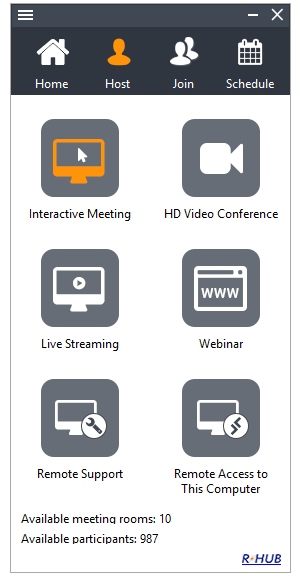 Home Host Join Schedule
Interactive Meeting HD Video Conference
Live Streaming Webinar
WWW
Remote Support Remote Access to
This Computer
Available meeting rooms: 10
Available participants: 987
R•HUB